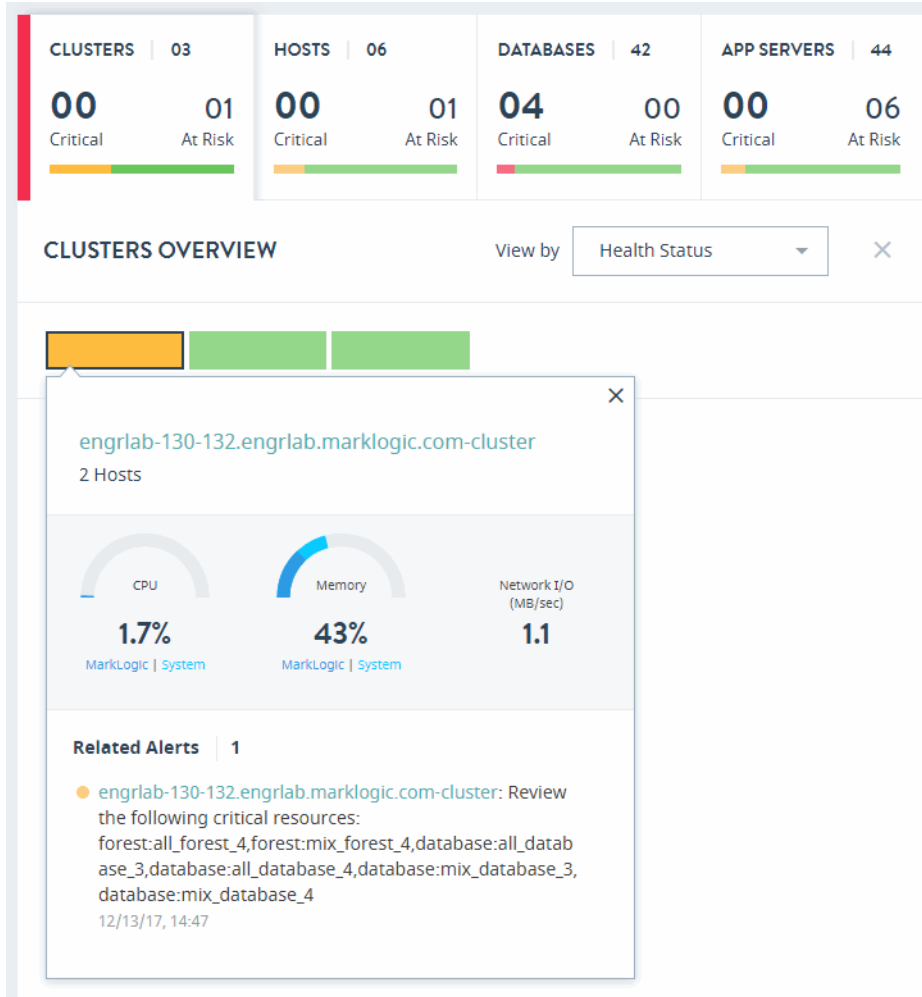 CLUSTERS 03
HOSTS 06
DATABASES 42
APP SERVERS 44
00 01
Critical At Risk
00 01
Critical At Risk
04 00
Critical At Risk
00 06
Critical At Risk
CLUSTERS OVERVIEW
View by Health Status
engrlab-130-132.engrlab.marklogic.com-cluster
2 Hosts
CPU
1.7%
MarkLogic | System
Memory
43%
MarkLogic | System
Network I/O
(MB/sec)
1.1
Related Alerts 1
engrlab-130-132.engrlab.marklogic.com-cluster: Review
the following critical resources:
forest:all_forest_4,forest:mix_forest_4,database:all_datab
ase_3,database:all_database_4,database:mix_database_3,
database:mix_database_4
12/13/17, 14:47